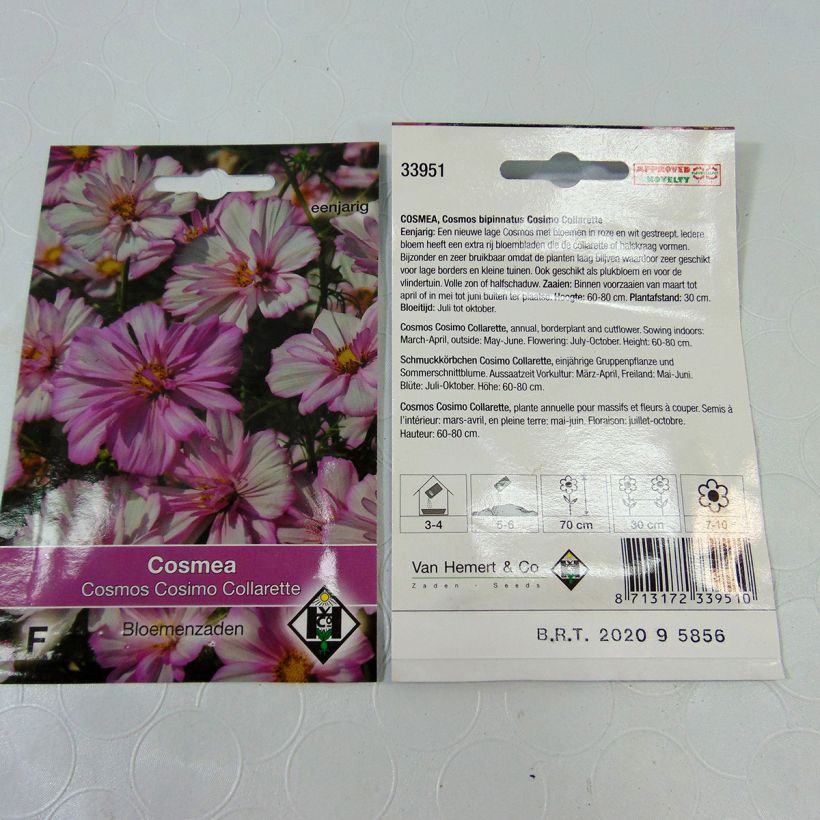 eenjarig
Cosmea
Cosmos Cosimo Collarette
F
Bloemenzaden
33951
APPROVED
NOVELTY
COSMEA, Cosmos bipinnatus Cosimo Collarette
Eenjarig: Een nieuwe lage Cosmos met bloemen in roze en wit gestreept. Iedere
bloem heeft een extra rij bloembladen die de collarette of halskraag vormen.
Bijzonder en zeer bruikbaar omdat de planten laag blijven waardoor zeer geschikt
voor lage borders en kleine tuinen. Ook geschikt als plukbloem en voor de
vlindertuin. Volle zon of halfschaduw. Zaaien: Binnen voorzaaien van maart tot
april of in mei tot juni buiten ter plaatse. Hoogte: 60-80 cm. Plantafstand: 30 cm.
Bloeitijd: Juli tot oktober.
Cosmos Cosimo Collarette, annual, borderplant and cutflower. Sowing indoors:
March-April, outside: May-June. Flowering: July-October. Height: 60-80 cm.
Schmuckkörbchen Cosimo Collarette, einjährige Gruppenpflanze und
Sommerschnittblume. Aussaatzeit Vorkultur: März-April, Freiland: Mai-Juni.
Blüte: Juli-Oktober. Höhe: 60-80 cm.
Cosmos Cosimo Collarette, plante annuelle pour massifs et fleurs à couper. Semis à
l'intérieur: mars-avril, en pleine terre: mai-juin. Floraison: juillet-octobre.
Hauteur: 60-80 cm.
3-4 5-6 70 cm 30 cm 7-10
Van Hemert & Co
Zaden - Seeds
8 713172 339510
B.R.T. 2020 9 5856